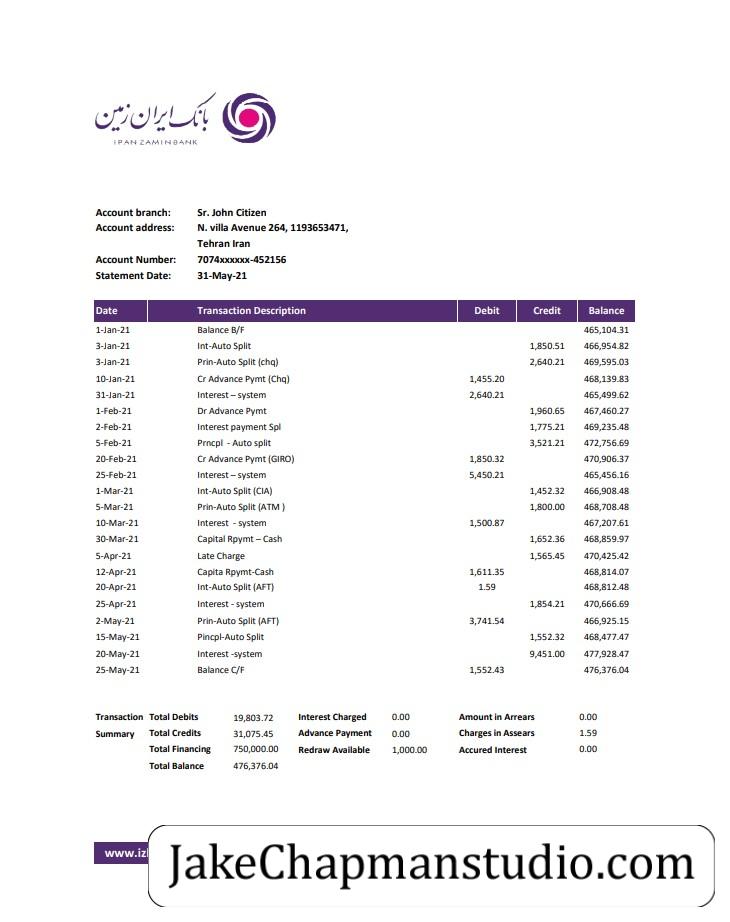 بانک ایران زمین
IRAN ZAMIN BANK
Account branch: Sr. John Citizen
Account address: N. villa Avenue 264, 1193653471,
Tehran Iran
Account Number: 7074xxxxxx-452156
Statement Date: 31-May-21
Date Transaction Description Debit Credit Balance
1-Jan-21 Balance B/F 465,104.31
3-Jan-21 Int-Auto Split 1,850.51 466,954.82
3-Jan-21 Prin-Auto Split (chq) 2,640.21 469,595.03
10-Jan-21 Cr Advance Pymt (Chq) 1,455.20 468,139.83
31-Jan-21 Interest – system 2,640.21 465,499.62
1-Feb-21 Dr Advance Pymt 1,960.65 467,460.27
2-Feb-21 Interest payment Spl 1,775.21 469,235.48
5-Feb-21 Prncpl - Auto split 3,521.21 472,756.69
20-Feb-21 Cr Advance Pymt (GIRO) 1,850.32 470,906.37
25-Feb-21 Interest – system 5,450.21 465,456.16
1-Mar-21 Int-Auto Split (CIA) 1,452.32 466,908.48
5-Mar-21 Prin-Auto Split (ATM ) 1,800.00 468,708.48
10-Mar-21 Interest - system 1,500.87 467,207.61
30-Mar-21 Capital Rpymt – Cash 1,652.36 468,859.97
5-Apr-21 Late Charge 1,565.45 470,425.42
12-Apr-21 Capita Rpymt-Cash 1,611.35 468,814.07
20-Apr-21 Int-Auto Split (AFT) 1.59 468,812.48
25-Apr-21 Interest - system 1,854.21 470,666.69
2-May-21 Prin-Auto Split (AFT) 3,741.54 466,925.15
15-May-21 Pincpl-Auto Split 1,552.32 468,477.47
20-May-21 Interest -system 9,451.00 477,928.47
25-May-21 Balance C/F 1,552.43 476,376.04
Transaction Total Debits 19,803.72 Interest Charged 0.00 Amount in Arrears 0.00
Summary Total Credits 31,075.45 Advance Payment 0.00 Charges in Assears 1.59
Total Financing 750,000.00 Redraw Available 1,000.00 Accured Interest 0.00
Total Balance 476,376.04
JakeChapmanstudio.com